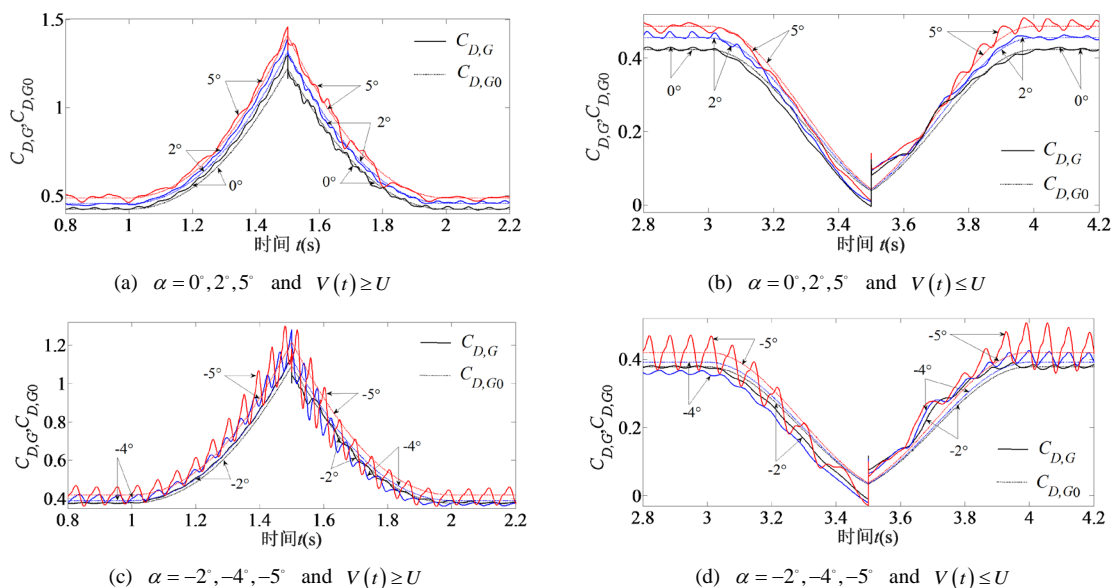 1.5
1
0.5
0.8 1 1.2 1.4 1.6 1.8 2 2.2
C_{D,G}, C_{D,G0}
时间 t(s)
C_{D,G}
C_{D,G0}
5°
2°
0°
5°
2°
0°
(a) α = 0°, 2°, 5° and V(t) ≥ U
0.4
0.2
0
2.8 3 3.2 3.4 3.6 3.8 4 4.2
C_{D,G}, C_{D,G0}
时间 t(s)
C_{D,G}
C_{D,G0}
5°
0°
2°
5°
2°
0°
(b) α = 0°, 2°, 5° and V(t) ≤ U
1.2
1
0.8
0.6
0.4
0.8 1 1.2 1.4 1.6 1.8 2 2.2
C_{D,G}, C_{D,G0}
时间t(s)
C_{D,G}
C_{D,G0}
-5°
-4°
-2°
-5°
-2°
-4°
(c) α = −2°, −4°, −5° and V(t) ≥ U
0.4
0.2
0
2.8 3 3.2 3.4 3.6 3.8 4 4.2
C_{D,G}, C_{D,G0}
时间t(s)
C_{D,G}
C_{D,G0}
-5°
-4°
-2°
-5°
-4°
-2°
(d) α = −2°, −4°, −5° and V(t) ≤ U